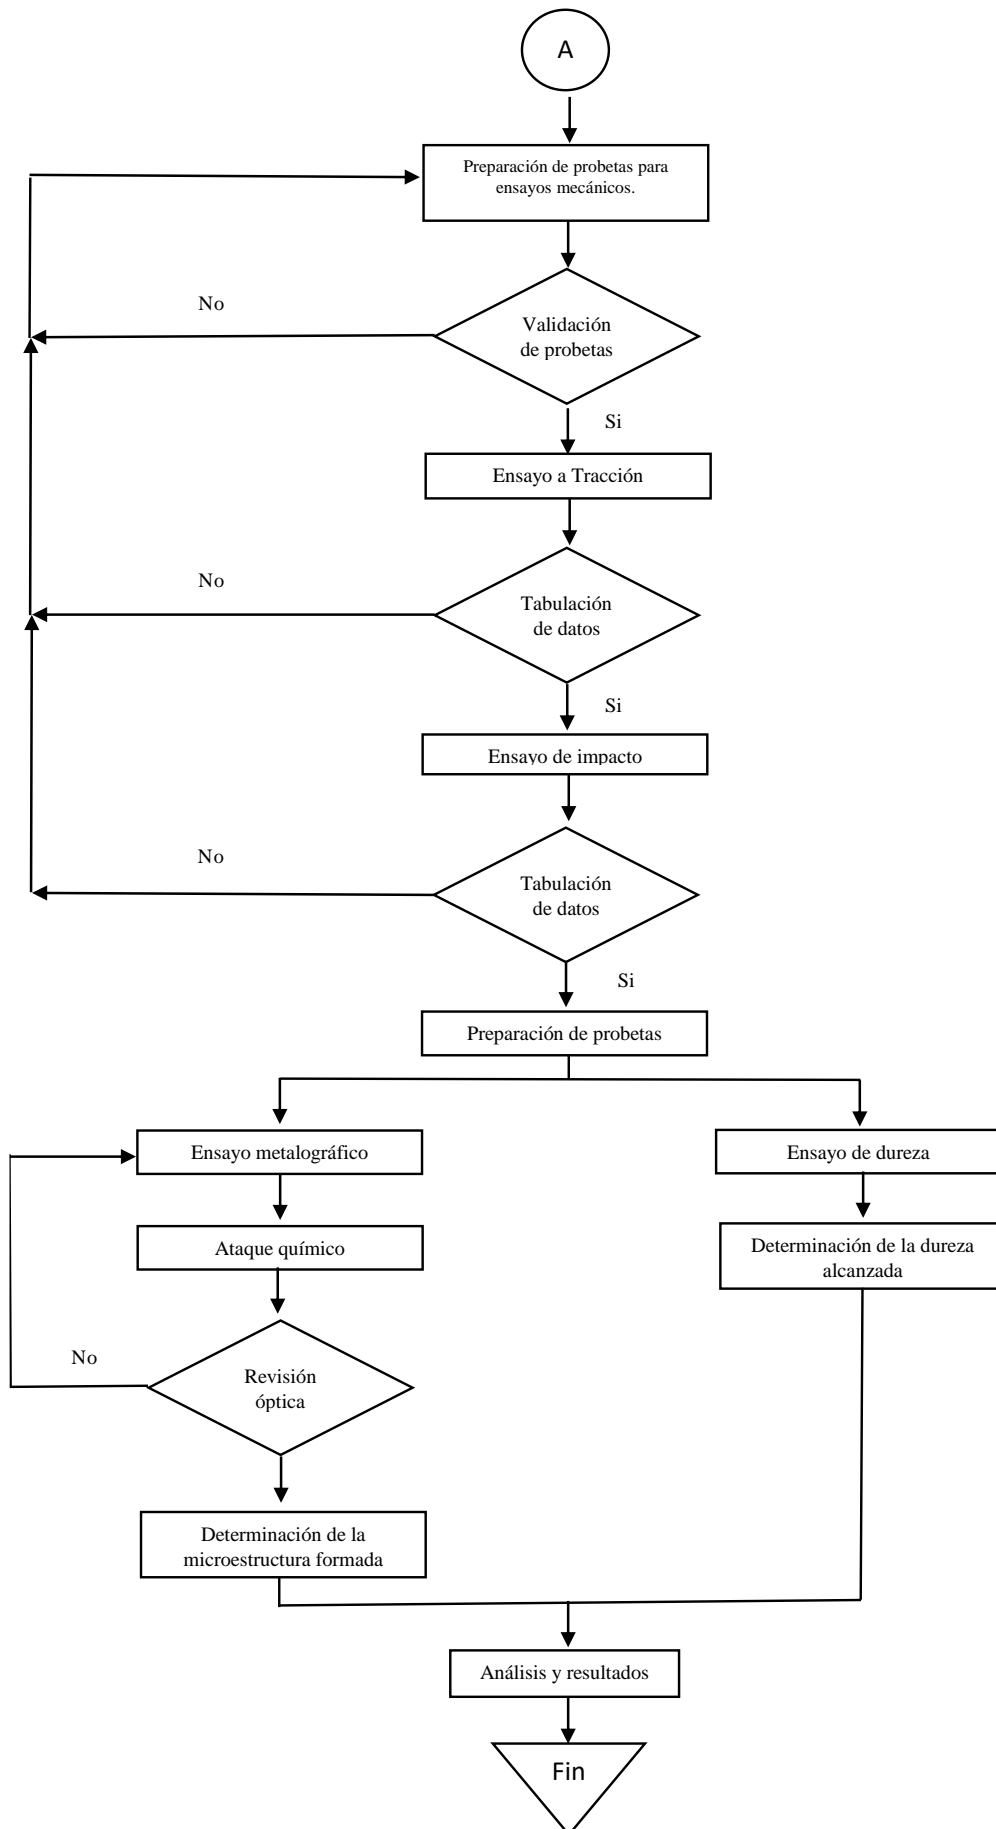 A
Preparación de probetas para
ensayos mecánicos.
No
Validación
de probetas
Si
Ensayo a Tracción
No
Tabulación
de datos
Si
Ensayo de impacto
No
Tabulación
de datos
Si
Preparación de probetas
Ensayo metalográfico
Ensayo de dureza
Ataque químico
Determinación de la dureza
alcanzada
No
Revisión
óptica
Determinación de la
microestructura formada
Análisis y resultados
Fin